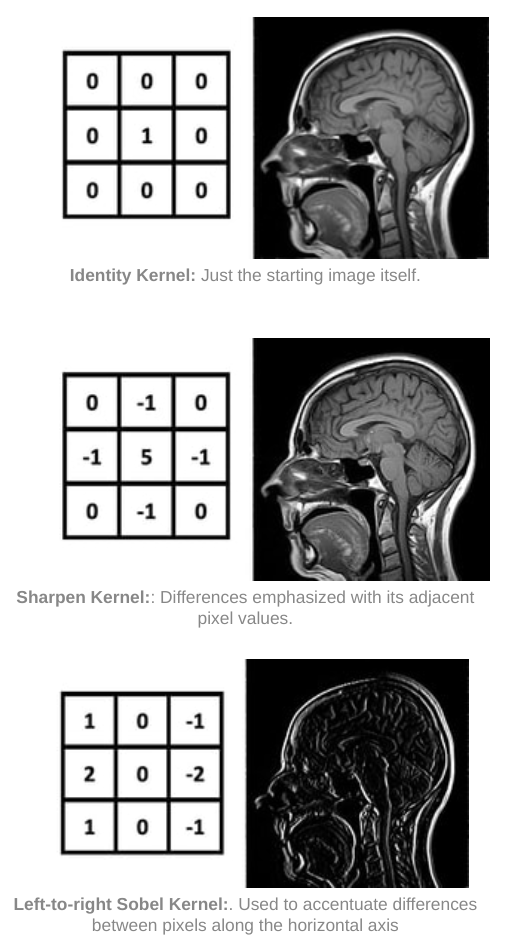 0 0 0
0 1 0
0 0 0
Identity Kernel: Just the starting image itself.
0 -1 0
-1 5 -1
0 -1 0
Sharpen Kernel:: Differences emphasized with its adjacent
pixel values.
1 0 -1
2 0 -2
1 0 -1
Left-to-right Sobel Kernel:. Used to accentuate differences
between pixels along the horizontal axis